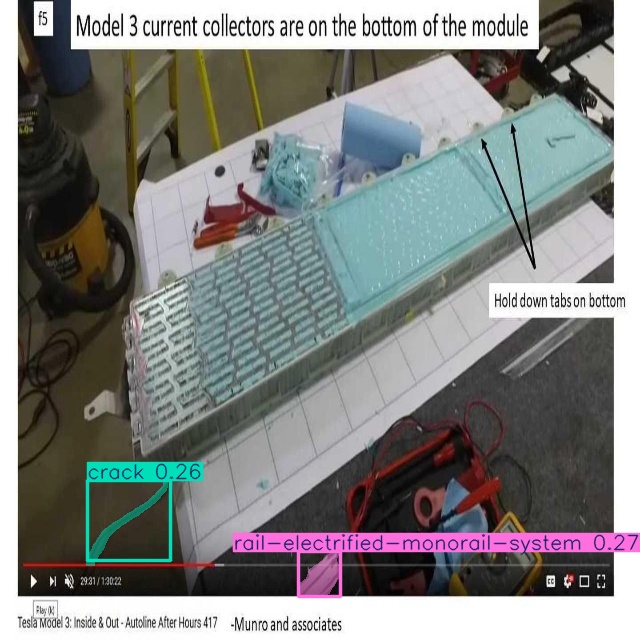 f5
Model 3 current collectors are on the bottom of the module
Hold down tabs on bottom
crack 0.26
rail-electrified-monorail-system 0.27
29:31 / 1:30:22
CC
Play (k)
Tesla Model 3: Inside & Out - Autoline After Hours 417
-Munro and associates